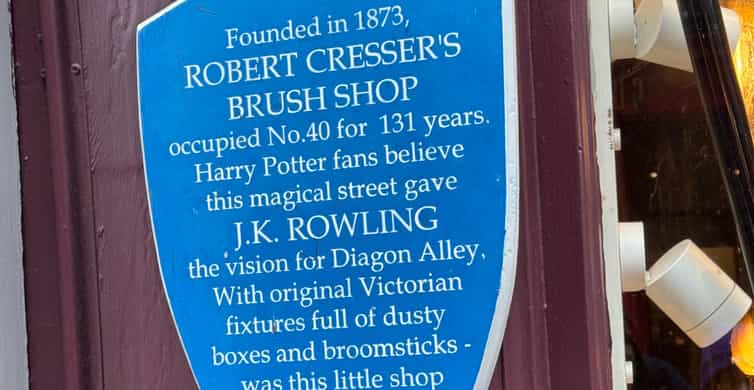 Founded in 1873,
ROBERT CRESSER'S
BRUSH SHOP
occupied No.40 for 131 years.
Harry Potter fans believe
this magical street gave
J.K. ROWLING
the vision for Diagon Alley,
With original Victorian
fixtures full of dusty
boxes and broomsticks -
was this little shop